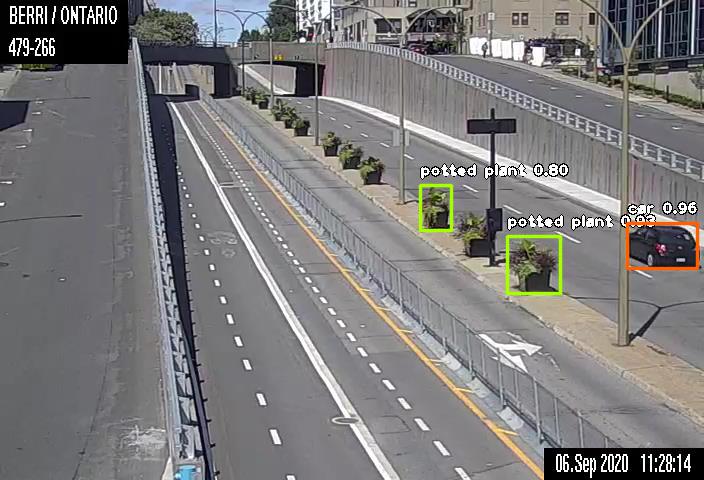 BERRI / ONTARIO
479-266
potted plant 0.80
potted plant 0.93
car 0.96
06.Sep 2020 11:28:14